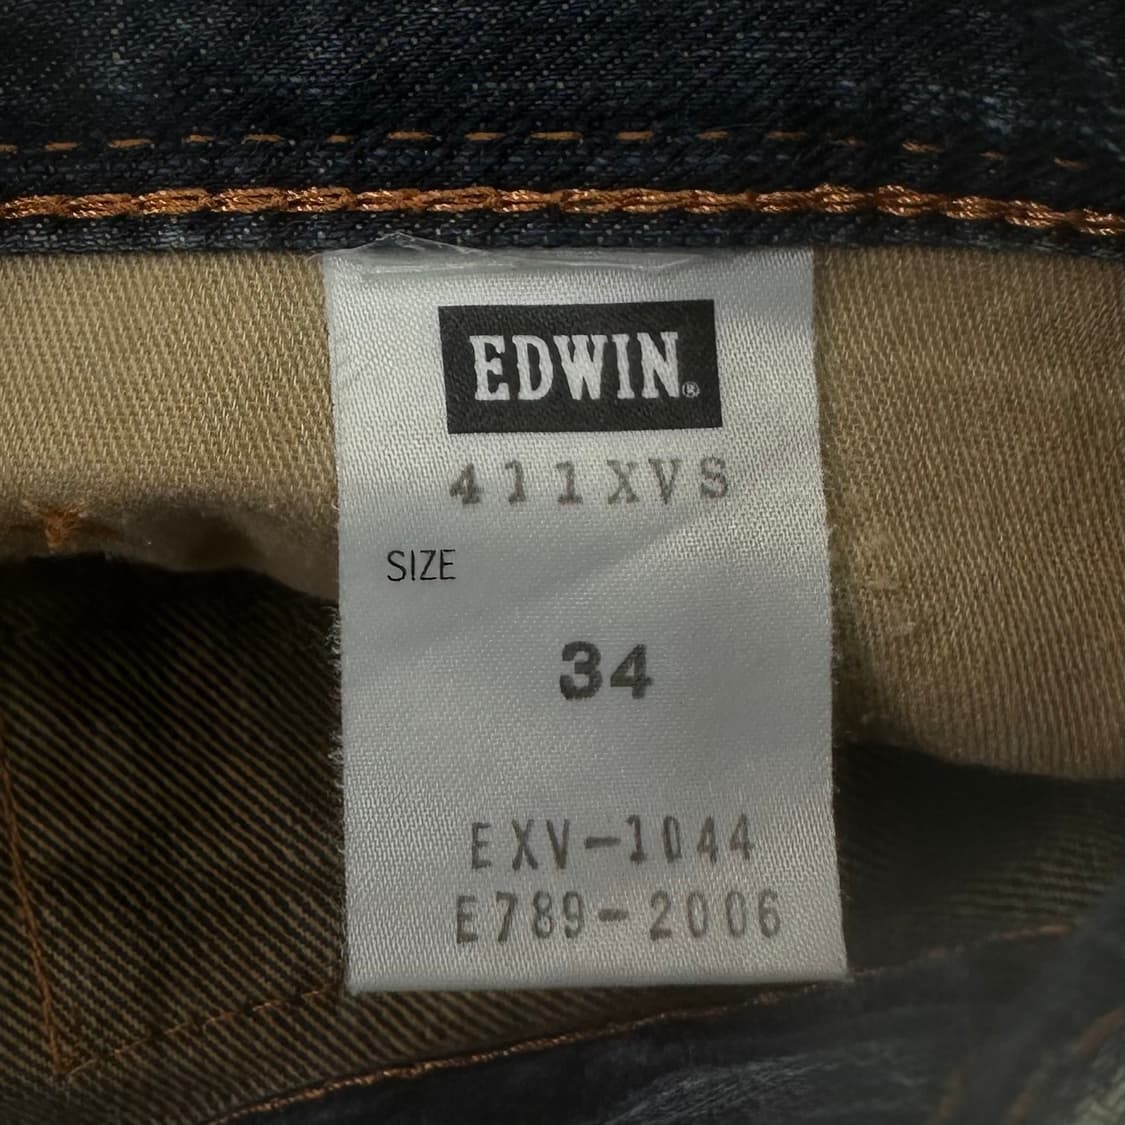 EDWIN®
411XVS
SIZE
34
EXV-1044
E789-2006